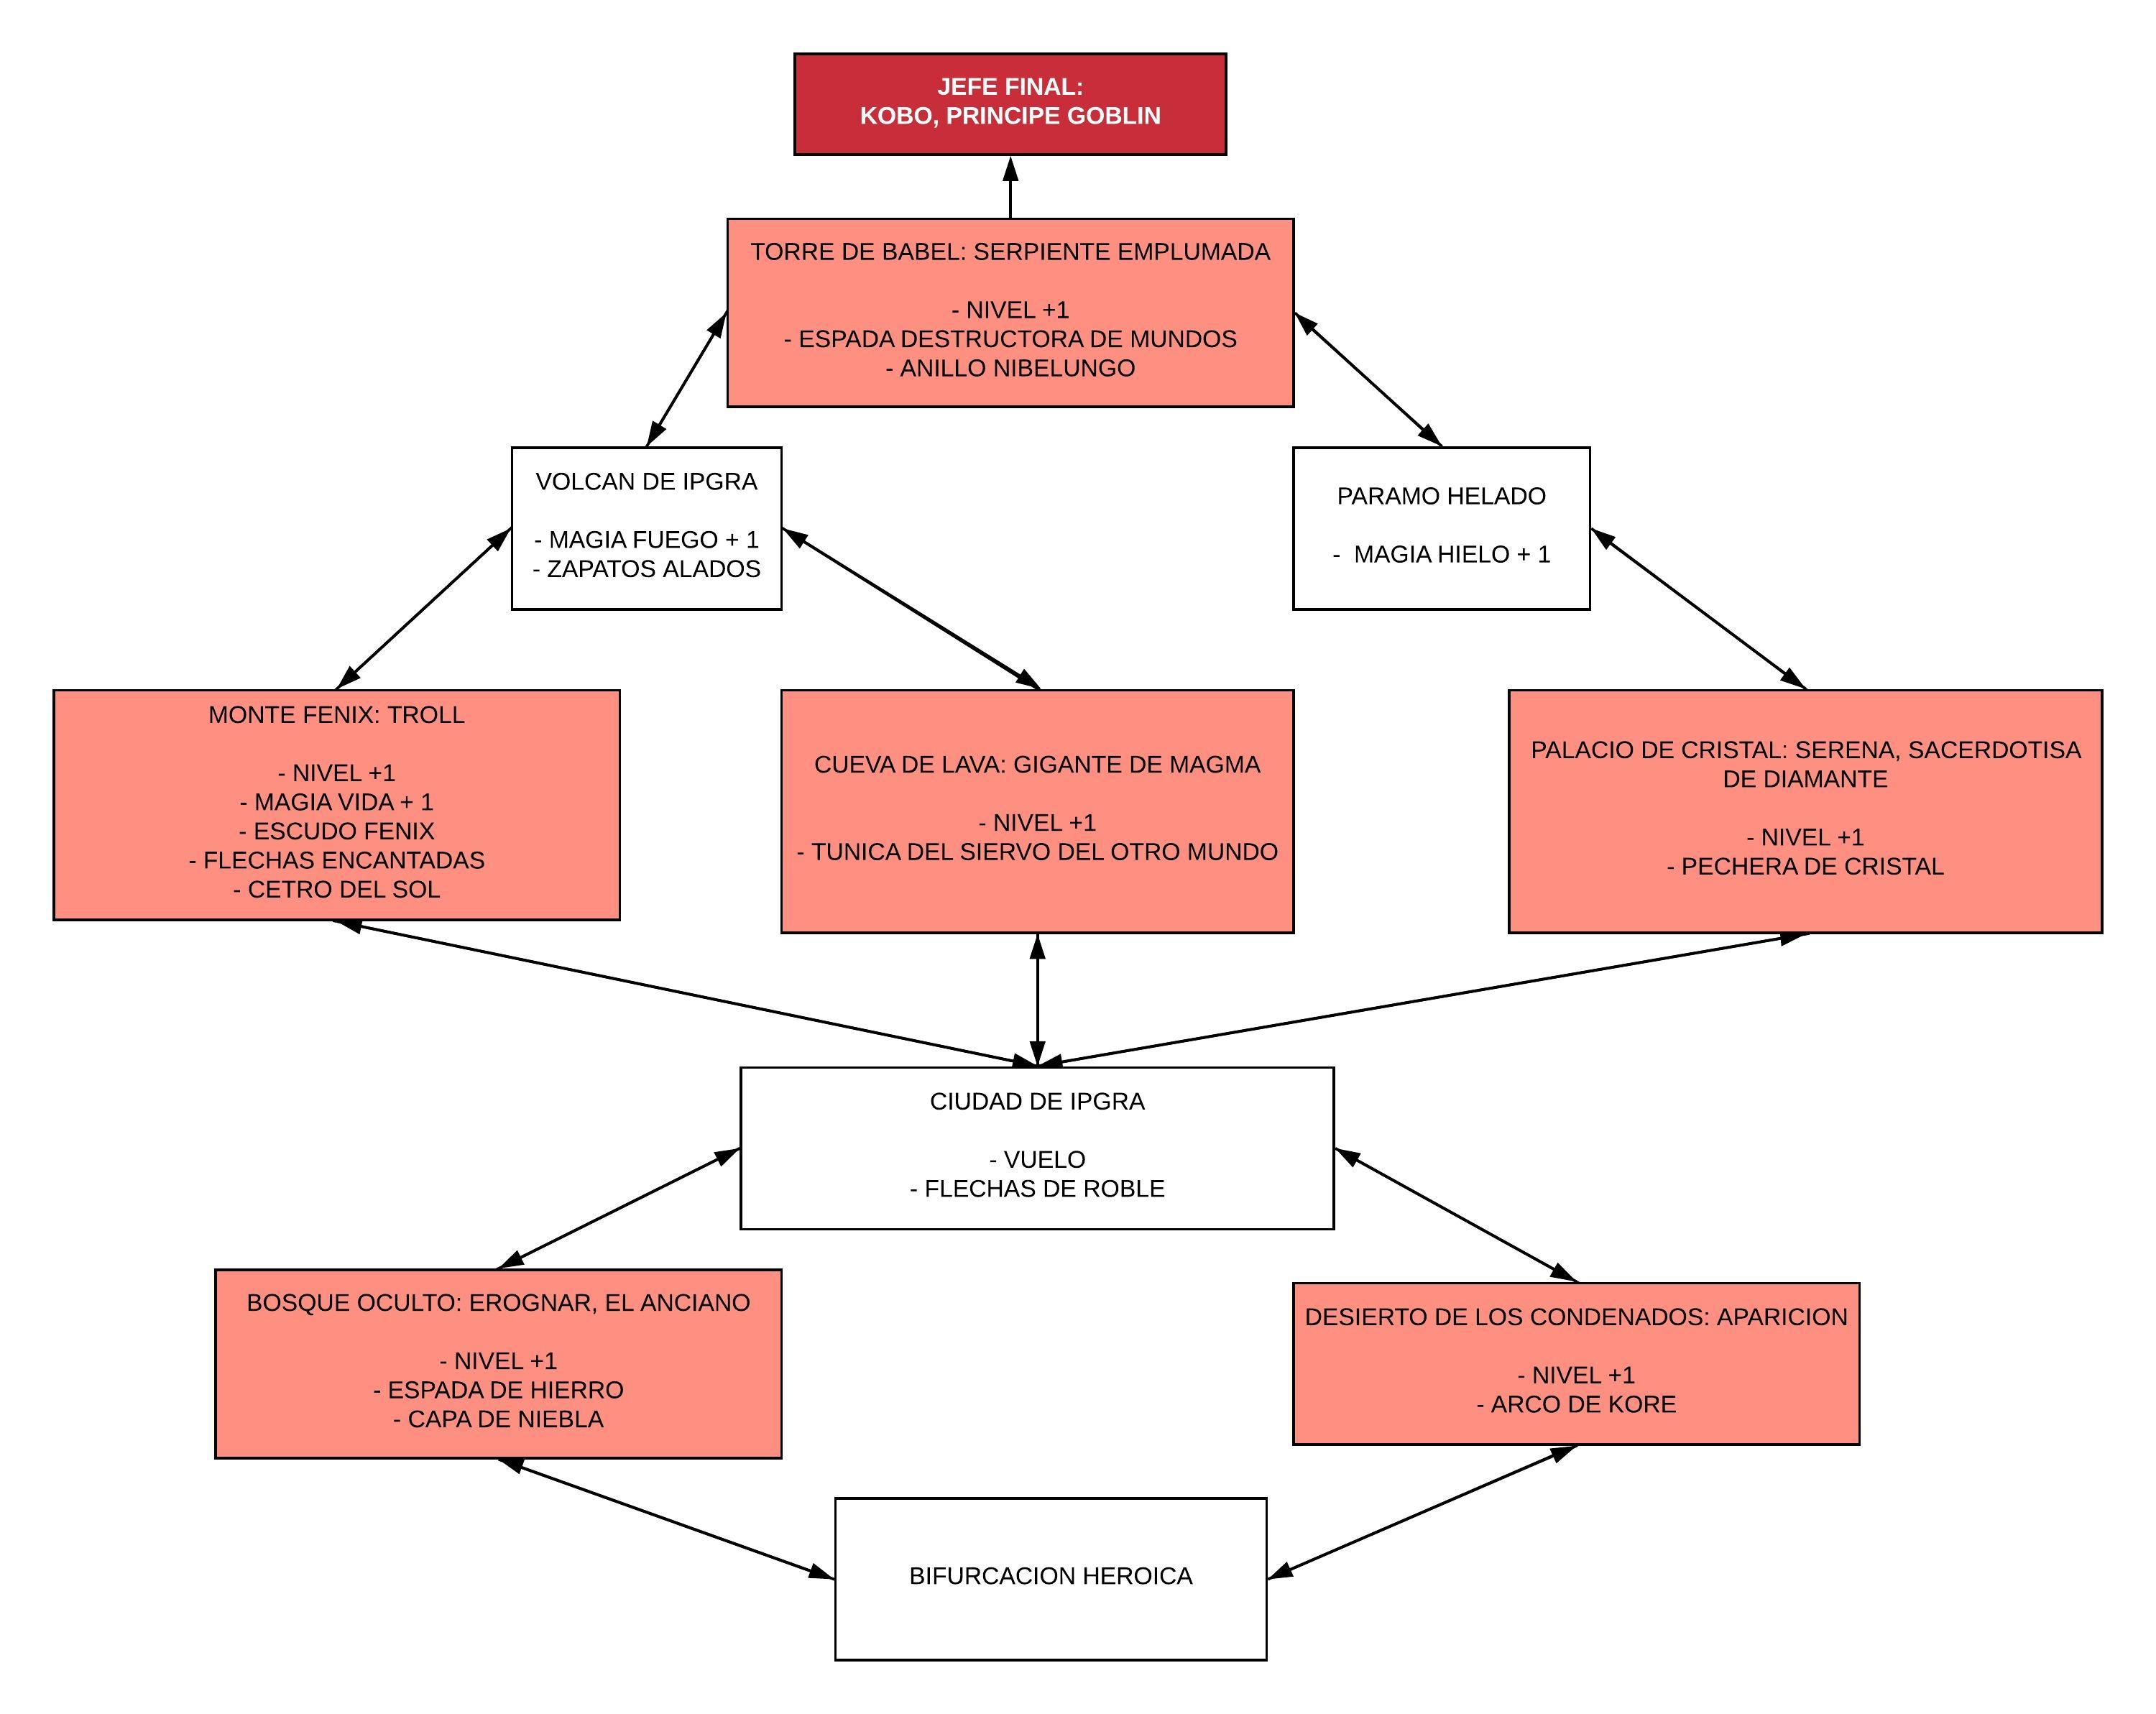 JEFE FINAL:
KOBO, PRINCIPE GOBLIN
TORRE DE BABEL: SERPIENTE EMPLUMADA
- NIVEL +1
- ESPADA DESTRUCTORA DE MUNDOS
- ANILLO NIBELUNGO
VOLCAN DE IPGRA
- MAGIA FUEGO + 1
- ZAPATOS ALADOS
PARAMO HELADO
- MAGIA HIELO + 1
MONTE FENIX: TROLL
- NIVEL +1
- MAGIA VIDA + 1
- ESCUDO FENIX
- FLECHAS ENCANTADAS
- CETRO DEL SOL
CUEVA DE LAVA: GIGANTE DE MAGMA
- NIVEL +1
- TUNICA DEL SIERVO DEL OTRO MUNDO
PALACIO DE CRISTAL: SERENA, SACERDOTISA
DE DIAMANTE
- NIVEL +1
- PECHERA DE CRISTAL
CIUDAD DE IPGRA
- VUELO
- FLECHAS DE ROBLE
BOSQUE OCULTO: EROGNAR, EL ANCIANO
- NIVEL +1
- ESPADA DE HIERRO
- CAPA DE NIEBLA
DESIERTO DE LOS CONDENADOS: APARICION
- NIVEL +1
- ARCO DE KORE
BIFURCACION HEROICA